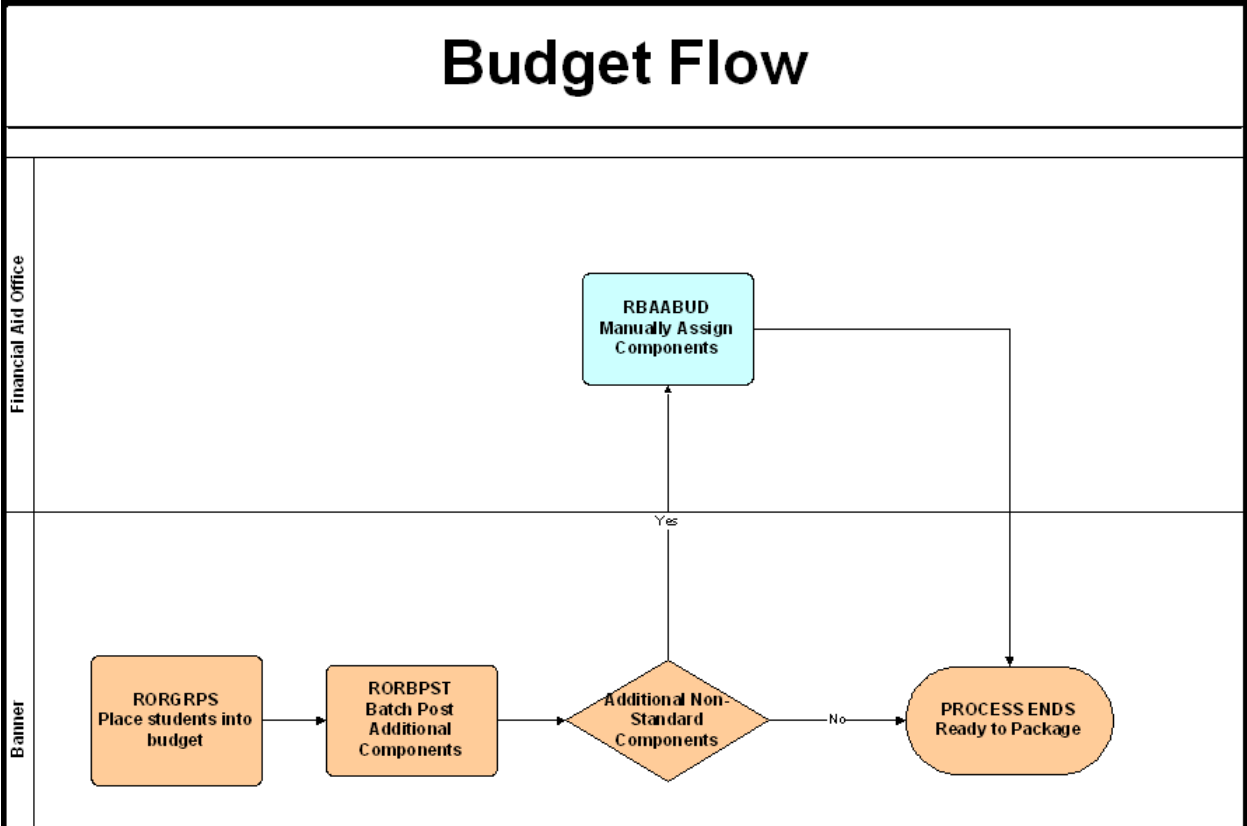 Budget Flow
Financial Aid Office
RBAABUD
Manually Assign
Components
Yes
Banner
RORGRPS
Place students into
budget
RORBPST
Batch Post
Additional
Components
Additional Non-
Standard
Components
No
PROCESS ENDS
Ready to Package